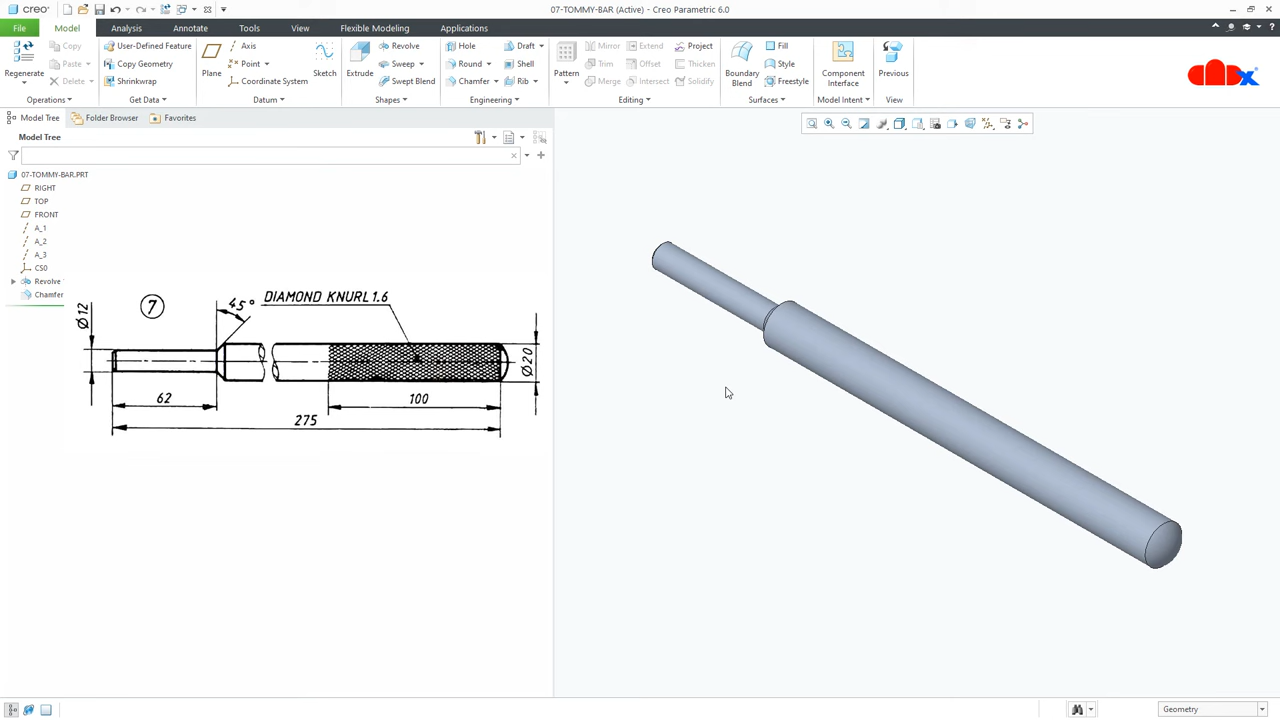 creo°
07-TOMMY-BAR (Active) - Creo Parametric 6.0
File Model Analysis Annotate Tools View Flexible Modeling Applications
Regenerate
Copy
Paste
Delete
Operations
User-Defined Feature
Copy Geometry
Shrinkwrap
Get Data
Plane
Axis
Point
Coordinate System
Sketch
Datum
Extrude
Revolve
Sweep
Swept Blend
Shapes
Hole
Round
Chamfer
Draft
Shell
Rib
Engineering
Pattern
Mirror
Trim
Merge
Extend
Offset
Intersect
Project
Thicken
Solidify
Editing
Boundary
Blend
Fill
Style
Freestyle
Surfaces
Component
Interface
Model Intent
Previous
View
Model Tree Folder Browser Favorites
Model Tree
07-TOMMY-BAR.PRT
RIGHT
TOP
FRONT
A_1
A_2
A_3
CS0
Revolve
Chamfer
Ø12
7
45°
DIAMOND KNURL 1.6
Ø20
62
100
275
Geometry